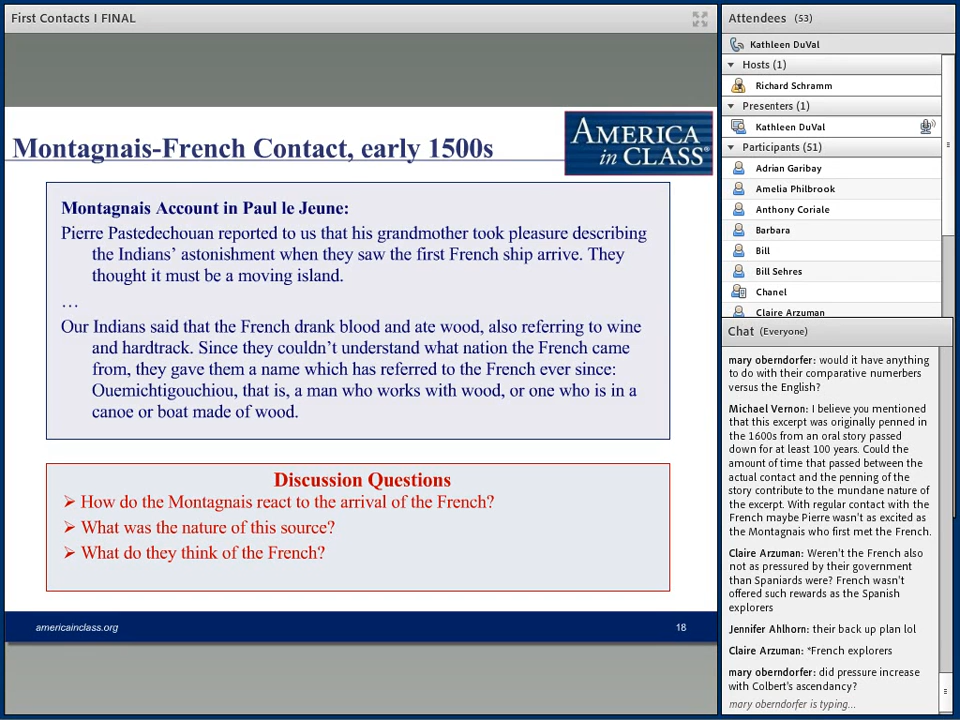 First Contacts I FINAL
Montagnais-French Contact, early 1500s
AMERICA
in CLASS®
Montagnais Account in Paul le Jeune:
Pierre Pastedechouan reported to us that his grandmother took pleasure describing
the Indians' astonishment when they saw the first French ship arrive. They
thought it must be a moving island.
…
Our Indians said that the French drank blood and ate wood, also referring to wine
and hardtrack. Since they couldn't understand what nation the French came
from, they gave them a name which has referred to the French ever since:
Ouemichtigouchiou, that is, a man who works with wood, or one who is in a
canoe or boat made of wood.
Discussion Questions
➢ How do the Montagnais react to the arrival of the French?
➢ What was the nature of this source?
➢ What do they think of the French?
americainclass.org
18
Attendees (53)
Kathleen DuVal
Hosts (1)
Richard Schramm
Presenters (1)
Kathleen DuVal
Participants (51)
Adrian Garibay
Amelia Philbrook
Anthony Coriale
Barbara
Bill
Bill Sehres
Chanel
Claire Arzuman
Chat (Everyone)
mary oberndorfer: would it have anything
to do with their comparative numerbers
versus the English?
Michael Vernon: I believe you mentioned
that this excerpt was originally penned in
the 1600s from an oral story passed
down for at least 100 years. Could the
amount of time that passed between the
actual contact and the penning of the
story contribute to the mundane nature of
the excerpt. With regular contact with the
French maybe Pierre wasn't as excited as
the Montagnais who first met the French.
Claire Arzuman: Weren't the French also
not as pressured by their government
than Spaniards were? French wasn't
offered such rewards as the Spanish
explorers
Jennifer Ahlhorn: their back up plan lol
Claire Arzuman: *French explorers
mary oberndorfer: did pressure increase
with Colbert's ascendancy?
mary oberndorfer is typing...